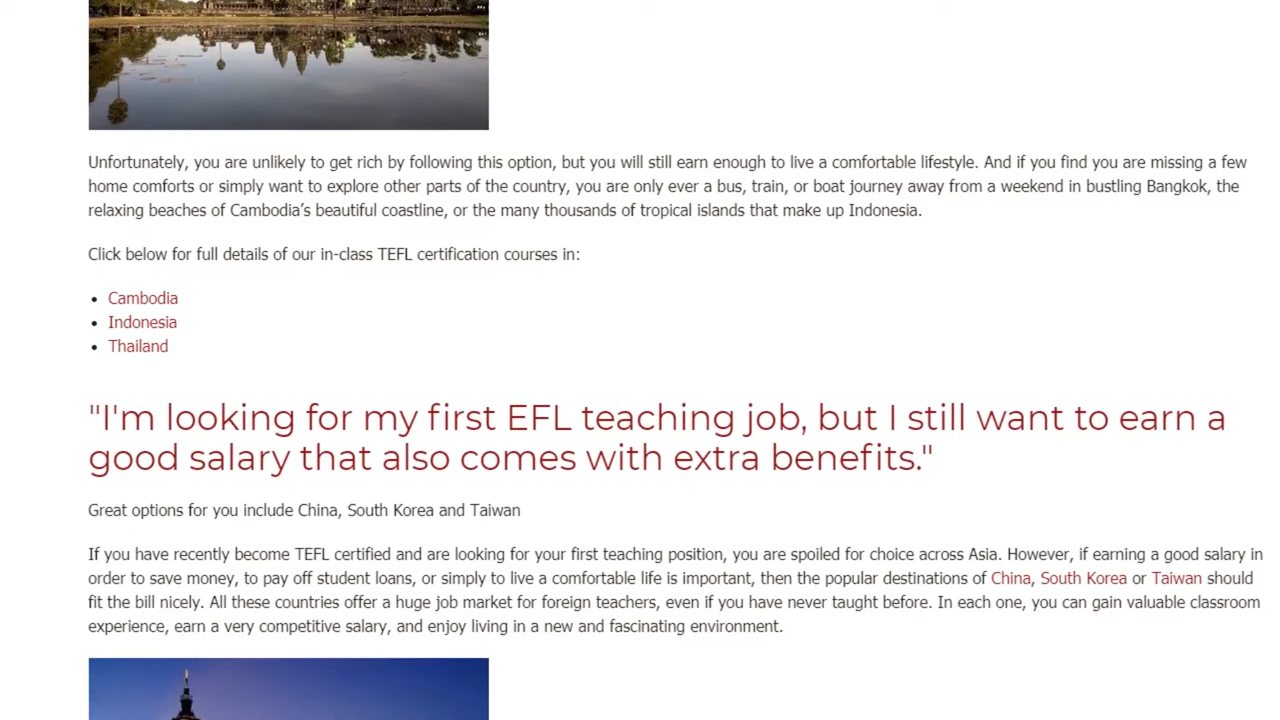 Unfortunately, you are unlikely to get rich by following this option, but you will still earn enough to live a comfortable lifestyle. And if you find you are missing a few
home comforts or simply want to explore other parts of the country, you are only ever a bus, train, or boat journey away from a weekend in bustling Bangkok, the
relaxing beaches of Cambodia’s beautiful coastline, or the many thousands of tropical islands that make up Indonesia.
Click below for full details of our in-class TEFL certification courses in:
• Cambodia
• Indonesia
• Thailand
"I'm looking for my first EFL teaching job, but I still want to earn a
good salary that also comes with extra benefits."
Great options for you include China, South Korea and Taiwan
If you have recently become TEFL certified and are looking for your first teaching position, you are spoiled for choice across Asia. However, if earning a good salary in
order to save money, to pay off student loans, or simply to live a comfortable life is important, then the popular destinations of China, South Korea or Taiwan should
fit the bill nicely. All these countries offer a huge job market for foreign teachers, even if you have never taught before. In each one, you can gain valuable classroom
experience, earn a very competitive salary, and enjoy living in a new and fascinating environment.